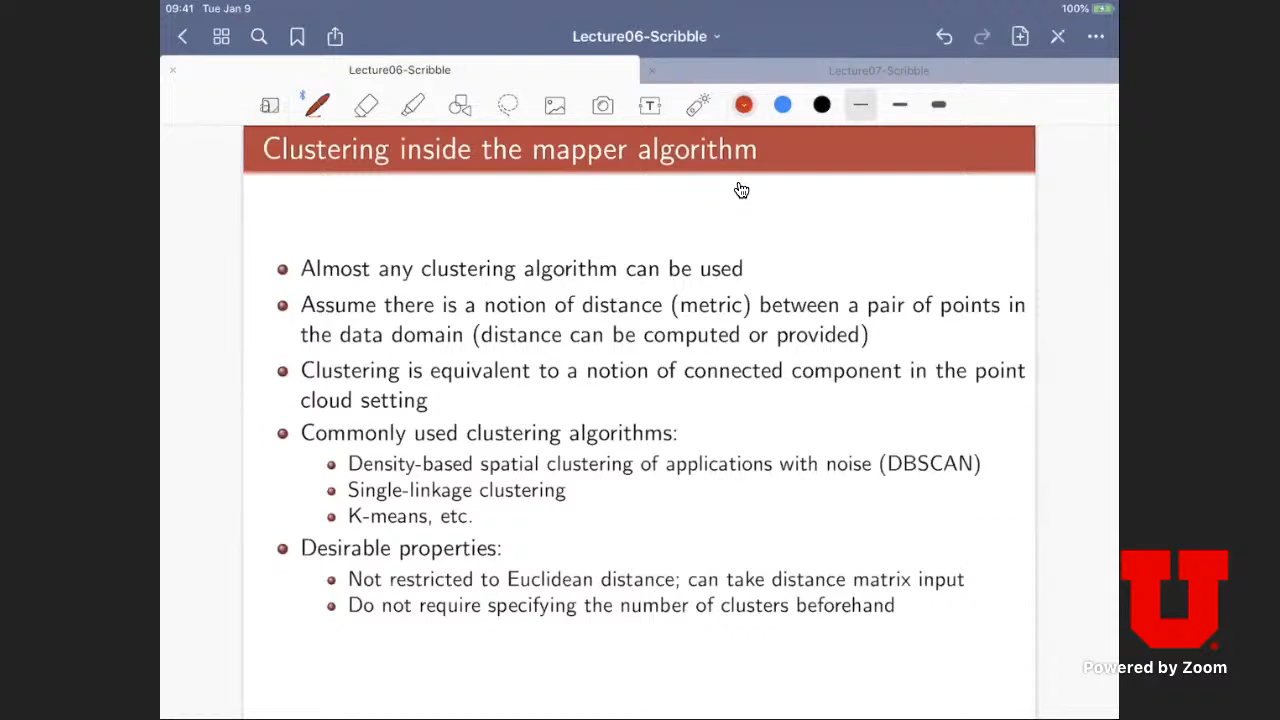 09:41 Tue Jan 9 100%
Lecture06-Scribble
Lecture06-Scribble Lecture07-Scribble
T
Clustering inside the mapper algorithm
Almost any clustering algorithm can be used
Assume there is a notion of distance (metric) between a pair of points in
the data domain (distance can be computed or provided)
Clustering is equivalent to a notion of connected component in the point
cloud setting
Commonly used clustering algorithms:
Density-based spatial clustering of applications with noise (DBSCAN)
Single-linkage clustering
K-means, etc.
Desirable properties:
Not restricted to Euclidean distance; can take distance matrix input
Do not require specifying the number of clusters beforehand
U
Powered by Zoom